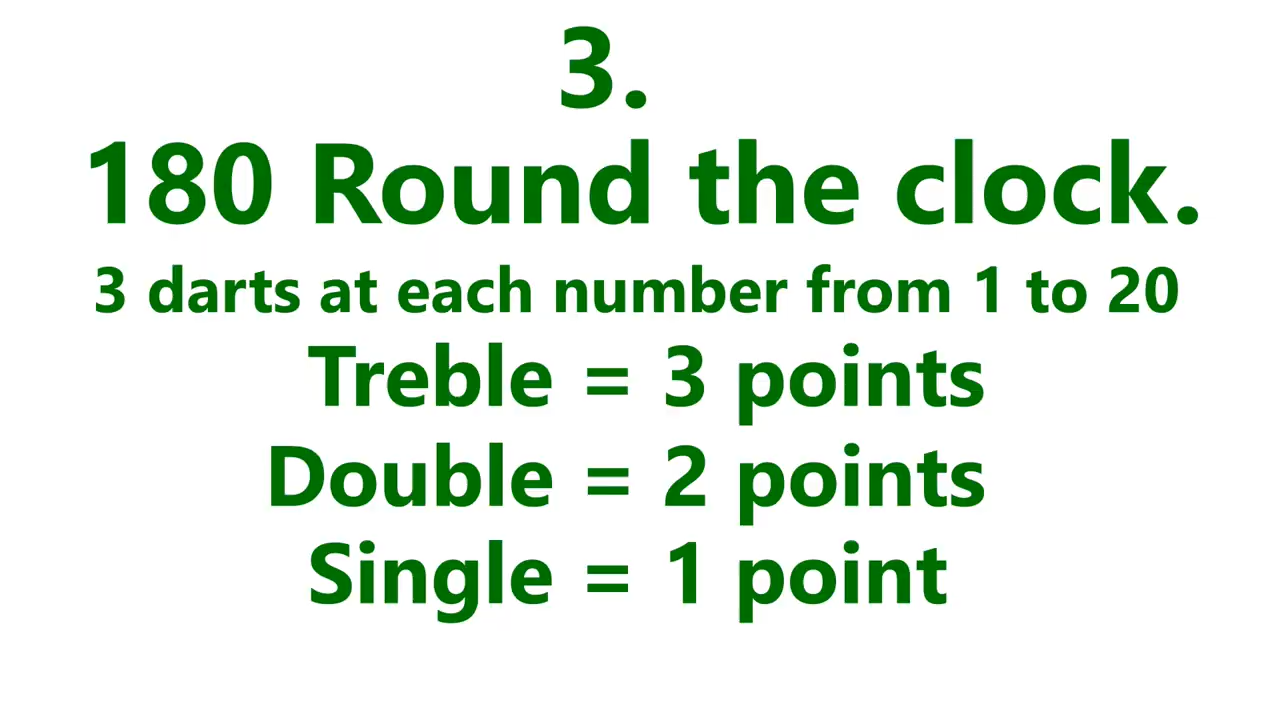 3.
180 Round the clock.
3 darts at each number from 1 to 20
Treble = 3 points
Double = 2 points
Single = 1 point